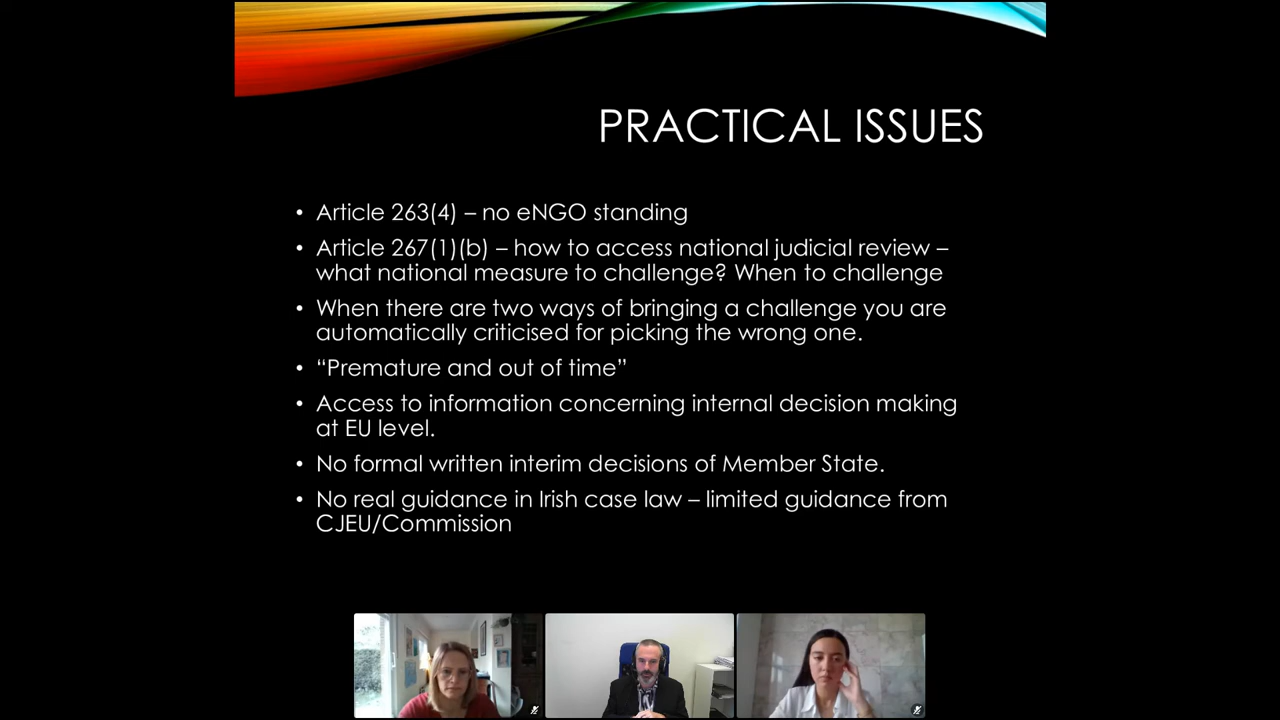 PRACTICAL ISSUES
• Article 263(4) – no eNGO standing
• Article 267(1)(b) – how to access national judicial review –
what national measure to challenge? When to challenge
• When there are two ways of bringing a challenge you are
automatically criticised for picking the wrong one.
• “Premature and out of time”
• Access to information concerning internal decision making
at EU level.
• No formal written interim decisions of Member State.
• No real guidance in Irish case law – limited guidance from
CJEU/Commission